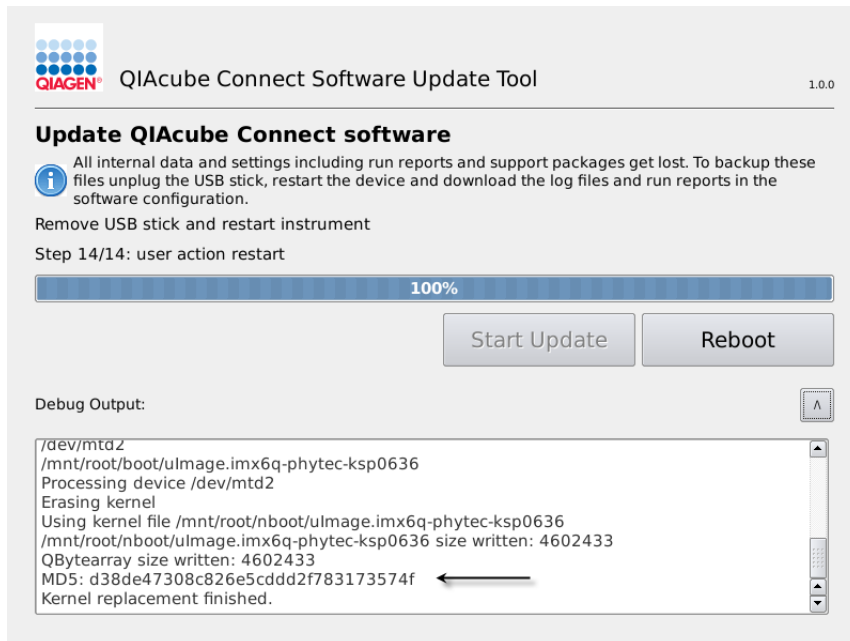 QIAGEN®
QIAcube Connect Software Update Tool
1.0.0
Update QIAcube Connect software
All internal data and settings including run reports and support packages get lost. To backup these
files unplug the USB stick, restart the device and download the log files and run reports in the
software configuration.
Remove USB stick and restart instrument
Step 14/14: user action restart
100%
Start Update
Reboot
Debug Output:
/dev/mtd2
/mnt/root/boot/uImage.imx6q-phytec-ksp0636
Processing device /dev/mtd2
Erasing kernel
Using kernel file /mnt/root/nboot/uImage.imx6q-phytec-ksp0636
/mnt/root/nboot/uImage.imx6q-phytec-ksp0636 size written: 4602433
QBytearray size written: 4602433
MD5: d38de47308c826e5cddd2f783173574f
Kernel replacement finished.